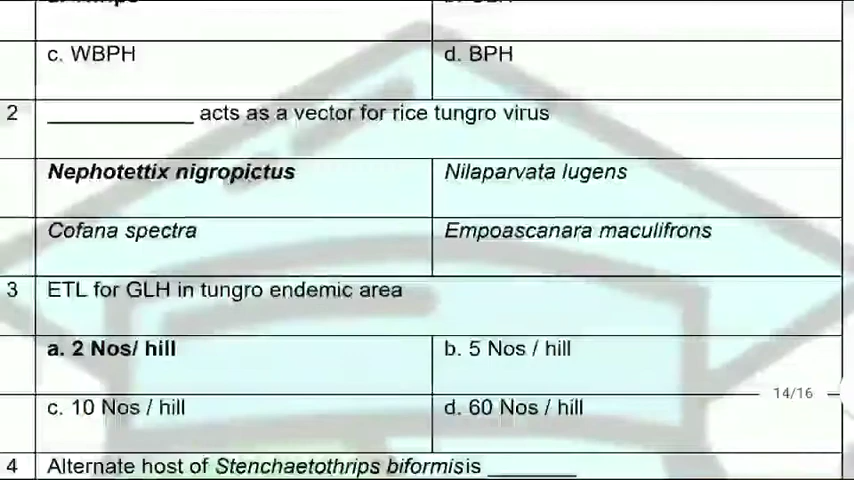 c. WBPH
d. BPH
2 ____________ acts as a vector for rice tungro virus
Nephotettix nigropictus
Nilaparvata lugens
Cofana spectra
Empoascanara maculifrons
3 ETL for GLH in tungro endemic area
a. 2 Nos/ hill
b. 5 Nos / hill
c. 10 Nos / hill
d. 60 Nos / hill
14/16
4 Alternate host of Stenchaetothrips biformisis _______